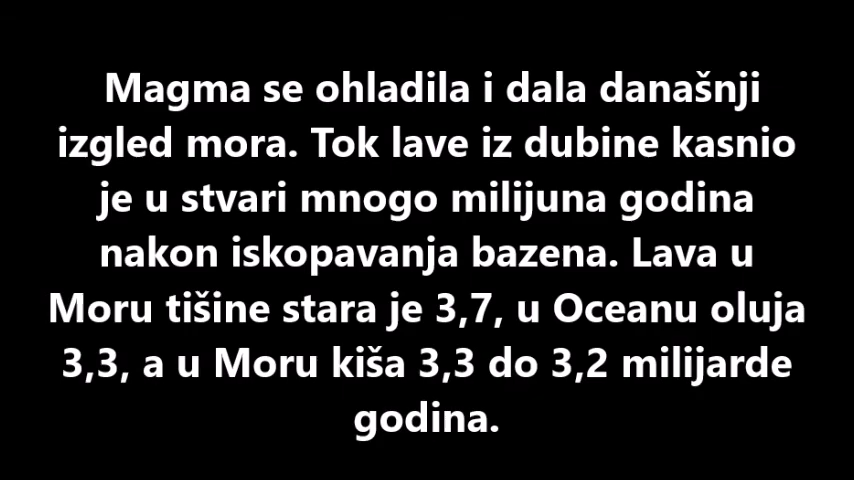 Magma se ohladila i dala današnji
izgled mora. Tok lave iz dubine kasnio
je u stvari mnogo milijuna godina
nakon iskopavanja bazena. Lava u
Moru tišine stara je 3,7, u Oceanu oluja
3,3, a u Moru kiša 3,3 do 3,2 milijarde
godina.